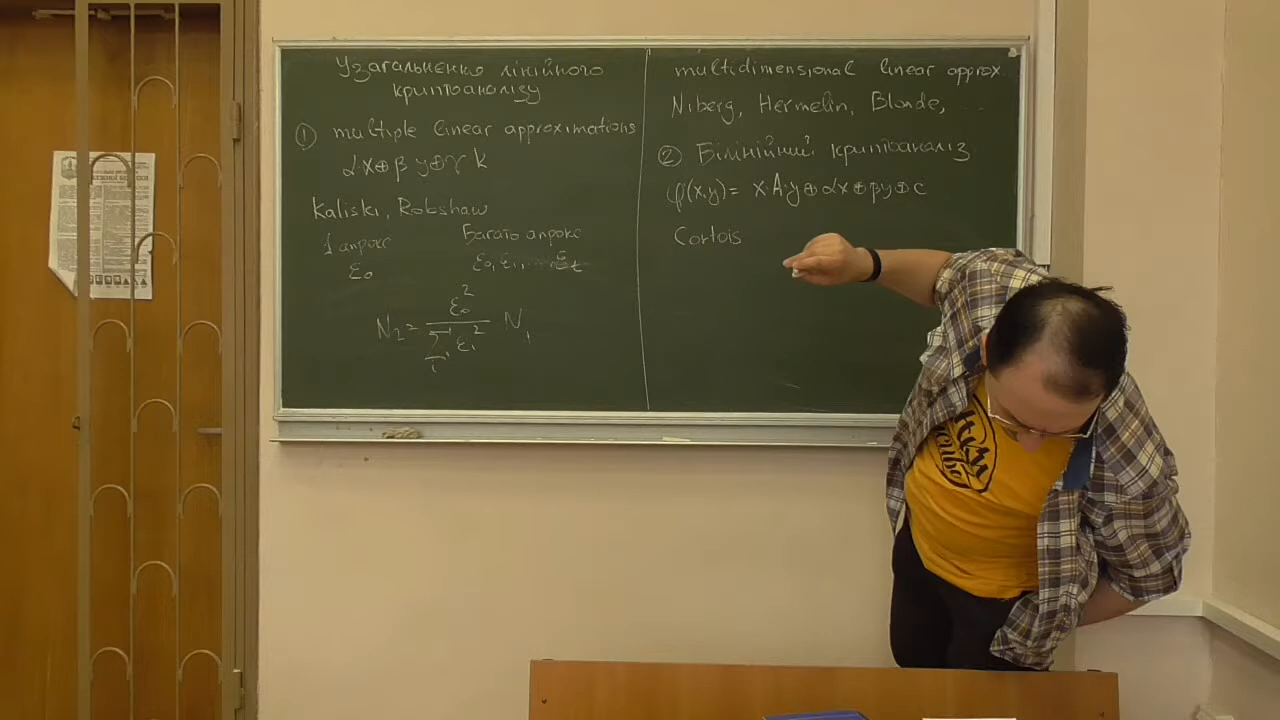 Узагальнення лінійного
криптоаналізу
① multiple linear approximations
α·x⊕β y⊕γ k
Kaliski, Robshaw
1 апрокс
Багато апрокс
ε₀
ε₀, ε₁, ... εₜ
N₂ = ε₀² / Σᵢ εᵢ² N₁
multidimensional linear approx
Niberg, Hermelin, Blonde, ...
② Білінійний криптоаналіз
φ(x,y) = x·A·y⊕αx⊕βy⊕c
Cortois